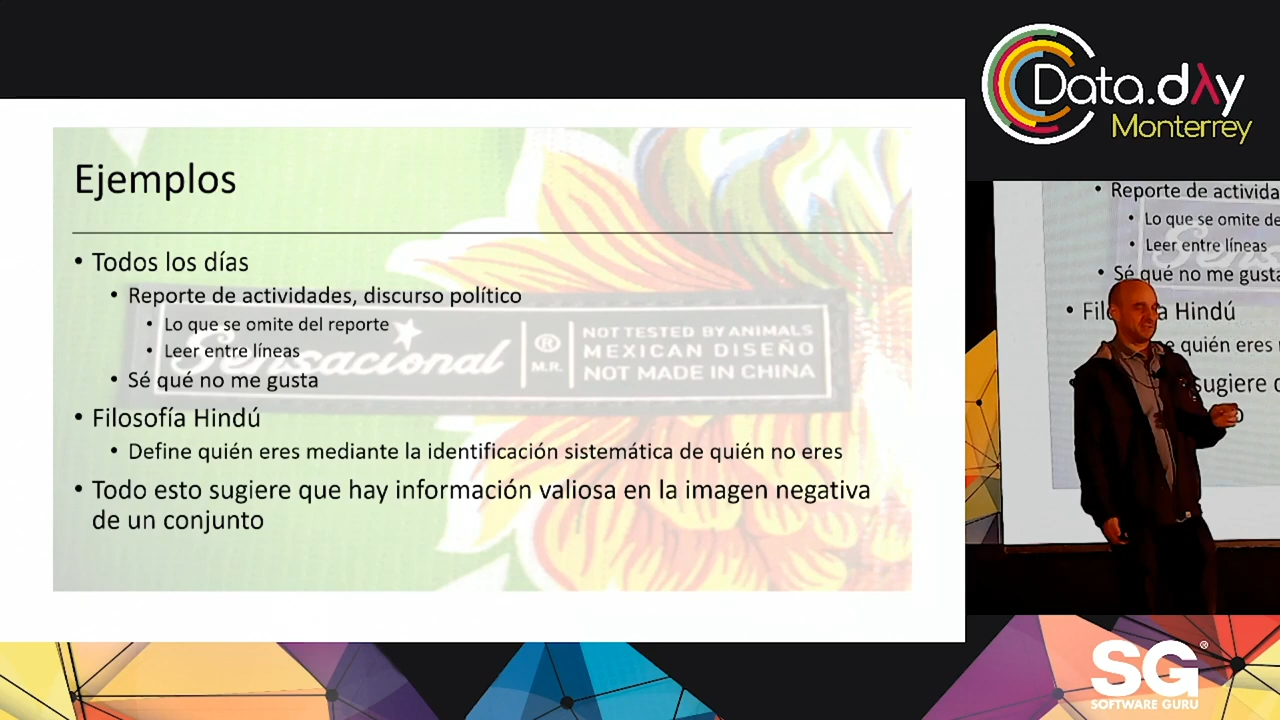 Data.dλy
Monterrey
Ejemplos
• Todos los días
• Reporte de actividades, discurso político
• Lo que se omite del reporte
• Leer entre líneas
• Sé qué no me gusta
• Filosofía Hindú
• Define quién eres mediante la identificación sistemática de quién no eres
• Todo esto sugiere que hay información valiosa en la imagen negativa
de un conjunto
Sensacional
®
M.R.
NOT TESTED BY ANIMALS
MEXICAN DISEÑO
NOT MADE IN CHINA
• Reporte de activida
• Lo que se omite de
• Leer entre líneas
• Sé qué no me gusta
• Fil a Hindú
e quién eres
sugiere
SG®
SOFTWARE GURU